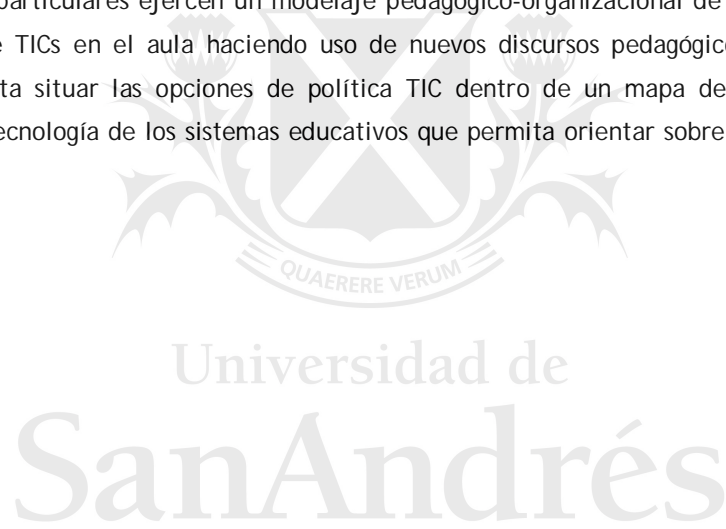 particulares ejercen un modelaje pedagógico-organizacional de
e TICs en el aula haciendo uso de nuevos discursos pedagógic
ta situar las opciones de política TIC dentro de un mapa de
ecnología de los sistemas educativos que permita orientar sobre
QUAERERE VERUM
Universidad de
SanAndrés